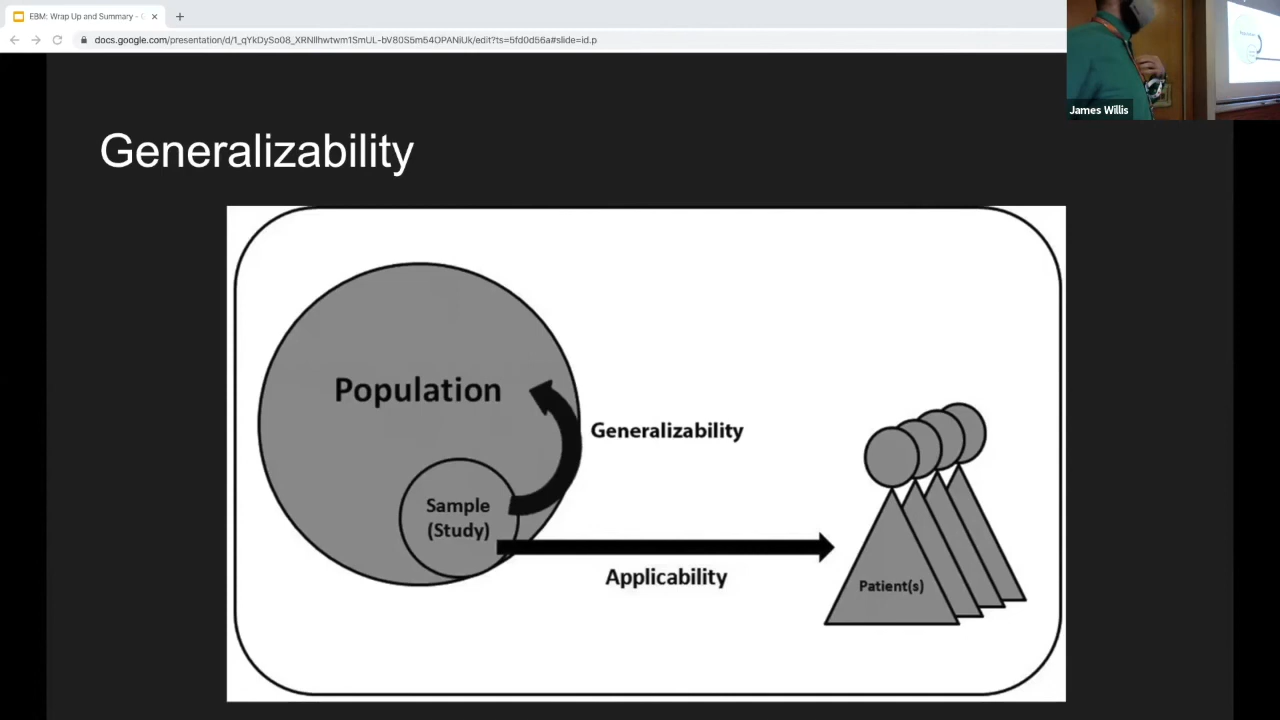 EBM: Wrap Up and Summary - G
docs.google.com/presentation/d/1_qYkDySo08_XRNllhwtwm1SmUL-bV80S5m54OPANiUk/edit?ts=5fd0d56a#slide=id.p
James Willis
Generalizability
Population
Generalizability
Sample
(Study)
Applicability
Patient(s)